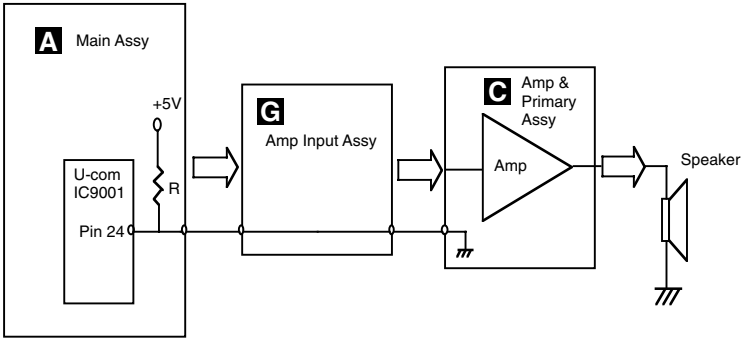 A Main Assy
+5V
R
U-com
IC9001
Pin 24
G
Amp Input Assy
C Amp &
Primary
Assy
Amp
Speaker